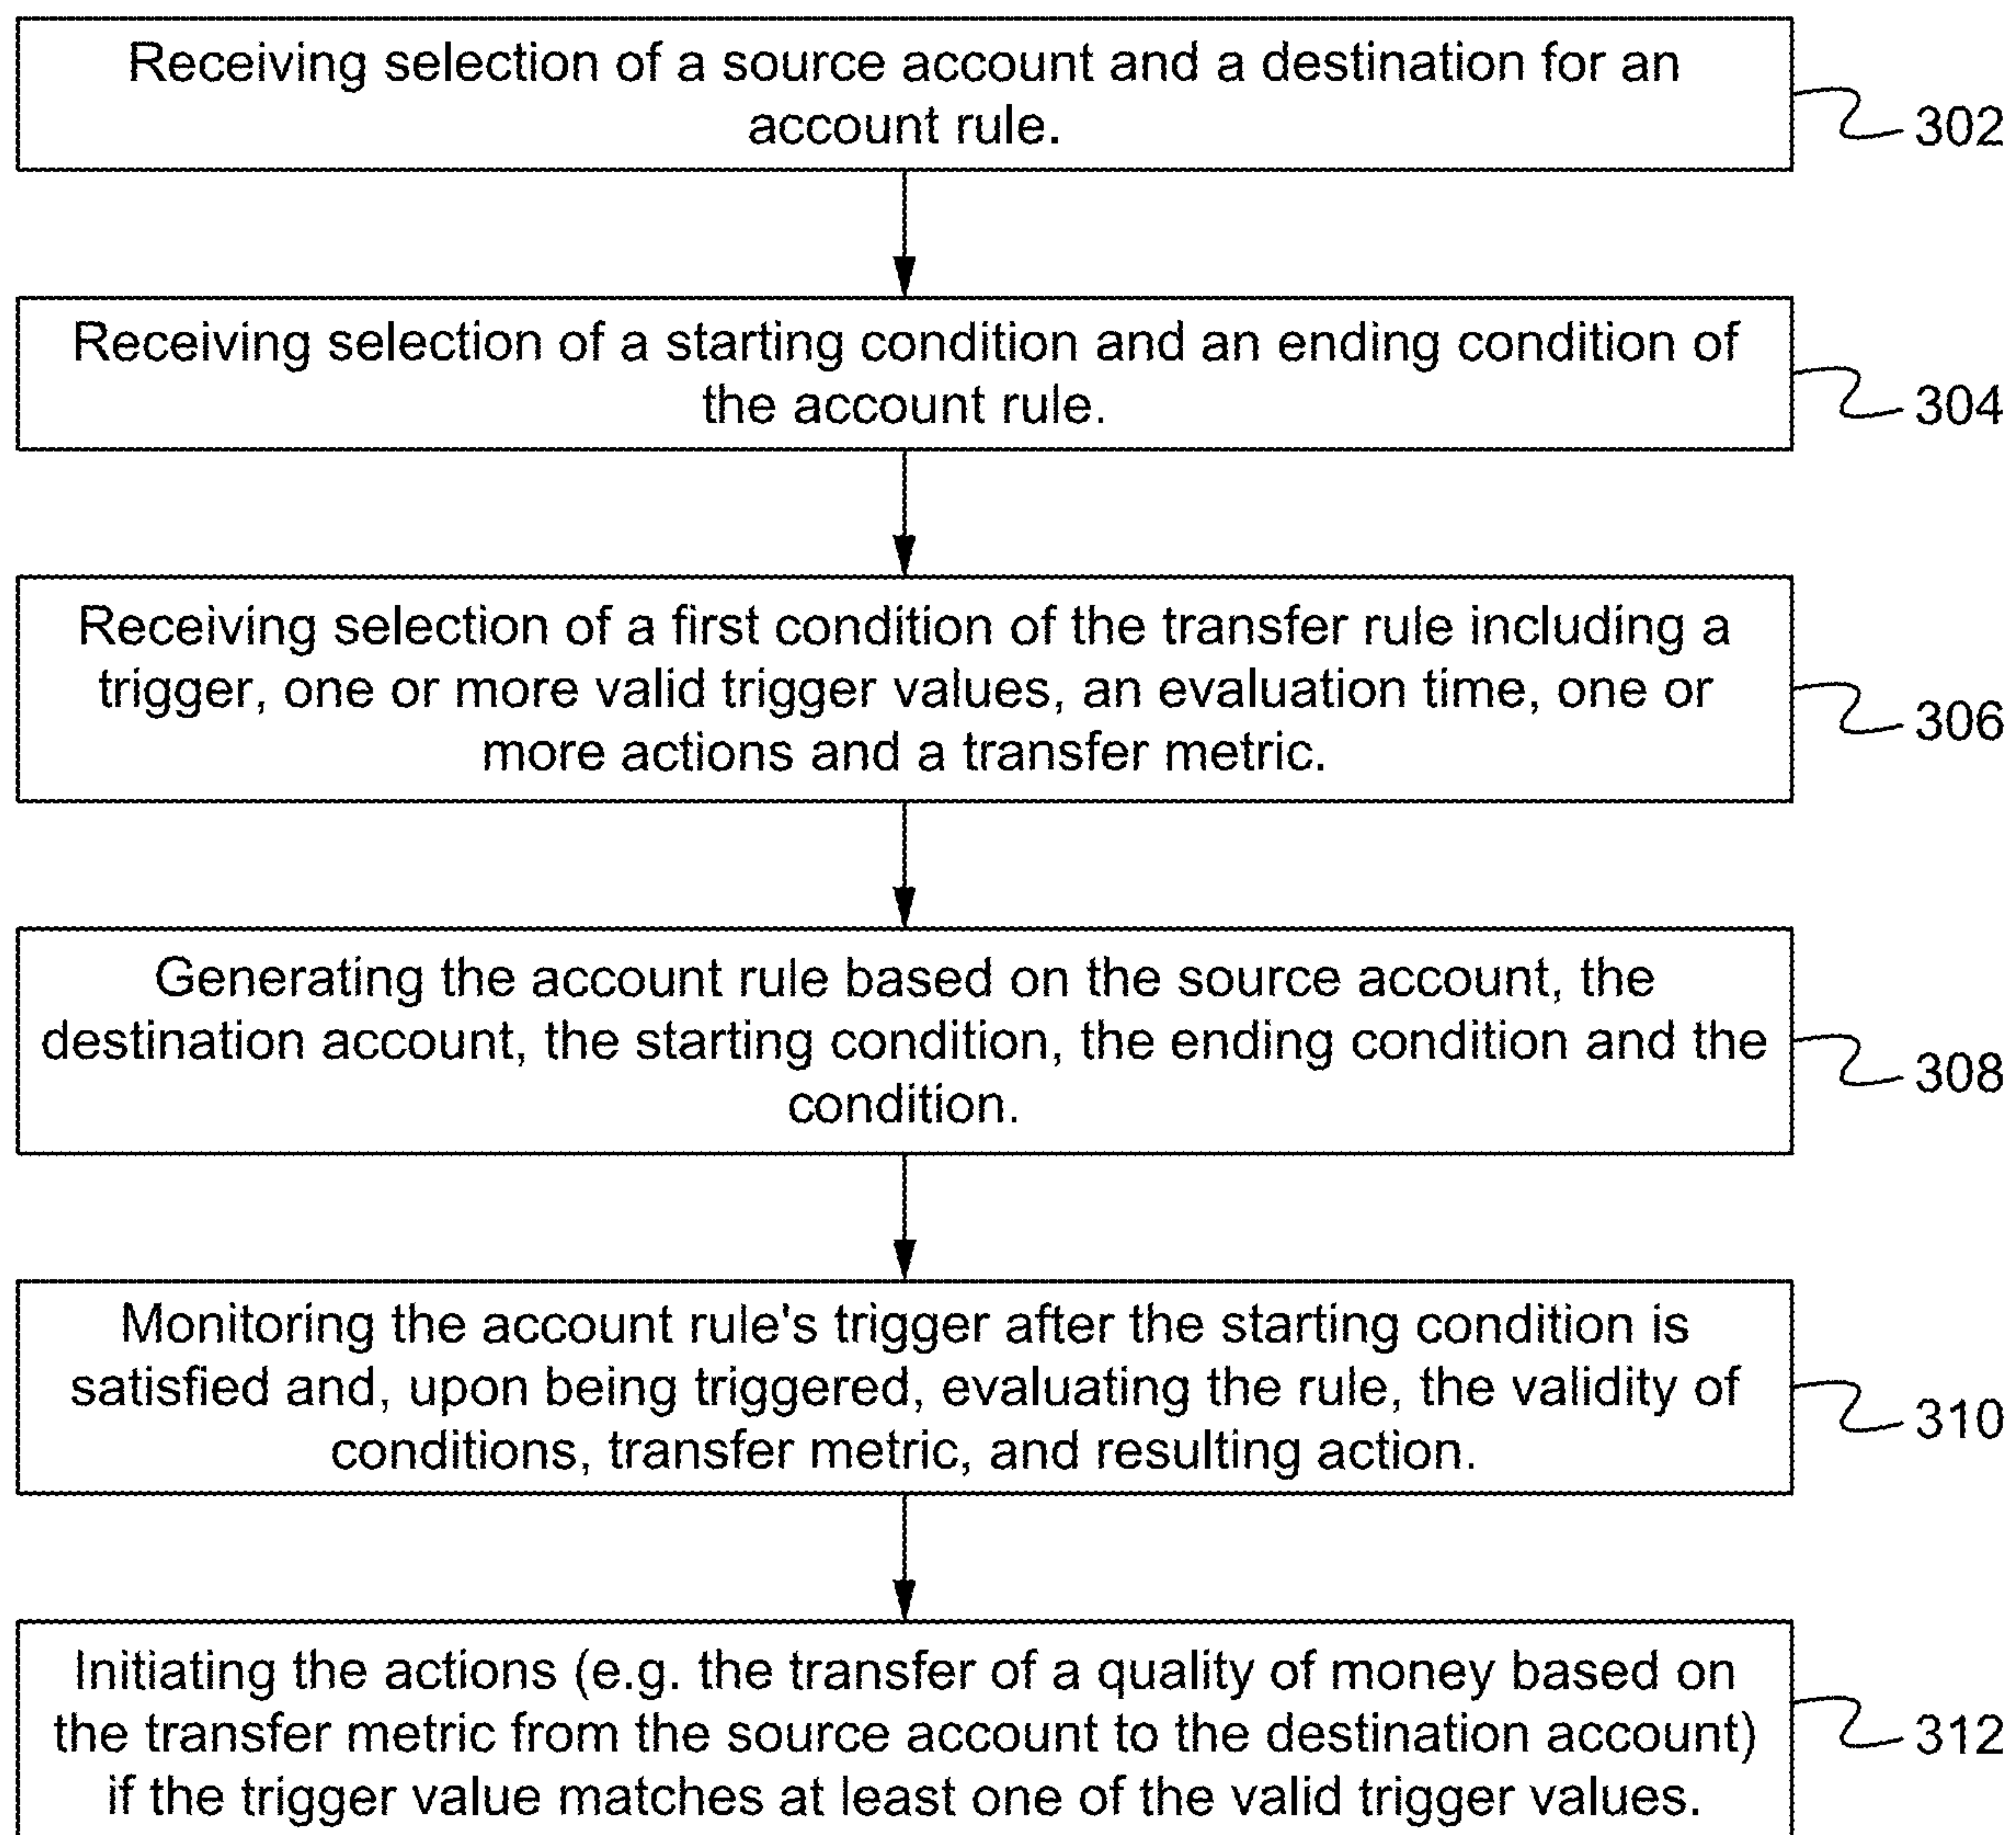 Receiving selection of a source account and a destination for an
account rule.
302
Receiving selection of a starting condition and an ending condition of
the account rule.
304
Receiving selection of a first condition of the transfer rule including a
trigger, one or more valid trigger values, an evaluation time, one or
more actions and a transfer metric.
306
Generating the account rule based on the source account, the
destination account, the starting condition, the ending condition and the
condition.
308
Monitoring the account rule's trigger after the starting condition is
satisfied and, upon being triggered, evaluating the rule, the validity of
conditions, transfer metric, and resulting action.
310
Initiating the actions (e.g. the transfer of a quality of money based on
the transfer metric from the source account to the destination account)
if the trigger value matches at least one of the valid trigger values.
312